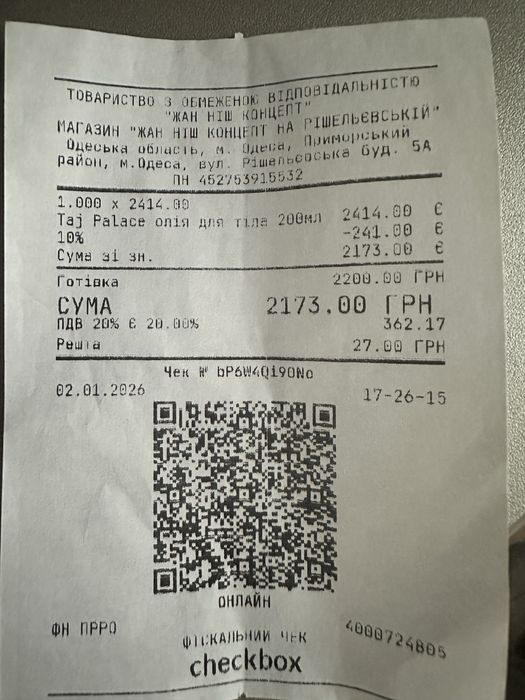 ТОВАРИСТВО З ОБМЕЖЕНОЮ ВІДПОВІДАЛЬНІСТЮ
"ЖАН НІШ КОНЦЕПТ"
МАГАЗИН "ЖАН НІШ КОНЦЕПТ НА РІШЕЛЬЄВСЬКІЙ"
Одеська область, м. Одеса, Приморський
район, м.Одеса, вул. Рішельєвська буд. 5А
ПН 452753915532
1.000 x 2414.00
Taj Palace олія для тіла 200мл 2414.00 Є
10% -241.00 Є
Сума зі зн. 2173.00 Є
Готівка 2200.00 ГРН
СУМА 2173.00 ГРН
ПДВ 20% Є 20.00% 362.17
Решта 27.00 ГРН
Чек № bP6W4Qi9ONo
02.01.2026 17-26-15
ОНЛАЙН
ФН ПРРО 4000724805
ФІСКАЛЬНИЙ ЧЕК
checkbox